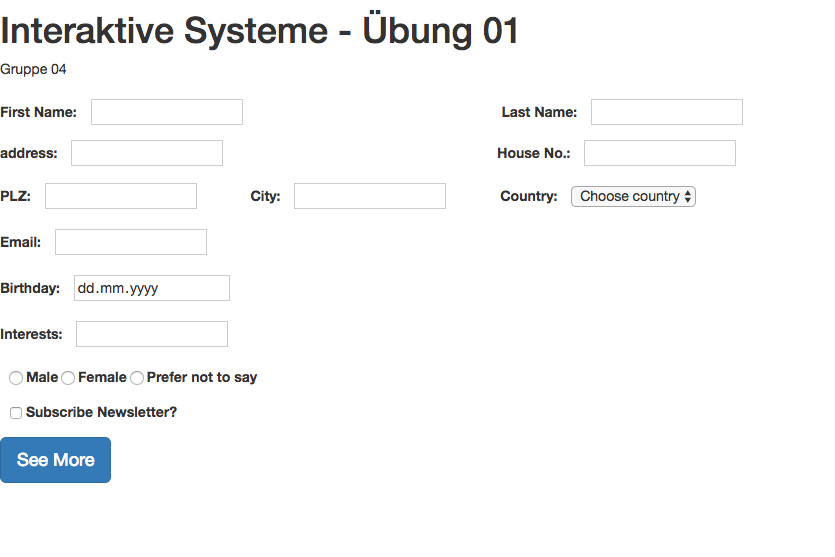 Interaktive Systeme - Übung 01
Gruppe 04
First Name: Last Name:
address: House No.:
PLZ: City: Country: Choose country
Email:
Birthday: dd.mm.yyyy
Interests:
Male Female Prefer not to say
Subscribe Newsletter?
See More